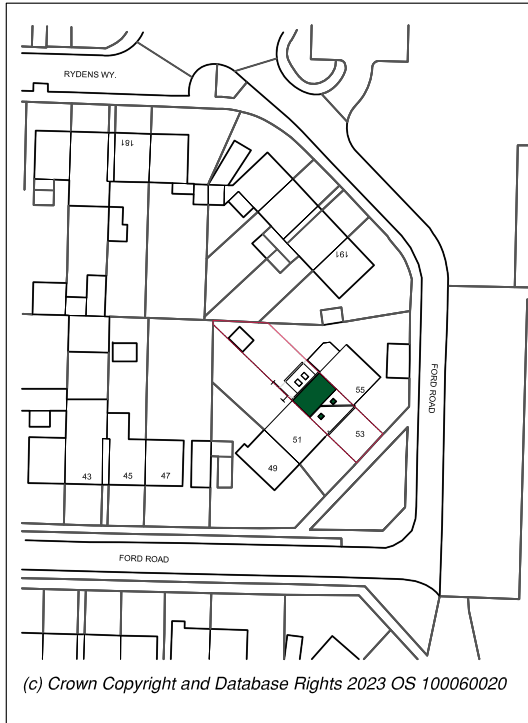 RYDENS WY.
181
191
FORD ROAD
55
53
51
49
43
45
47
FORD ROAD
(c) Crown Copyright and Database Rights 2023 OS 100060020